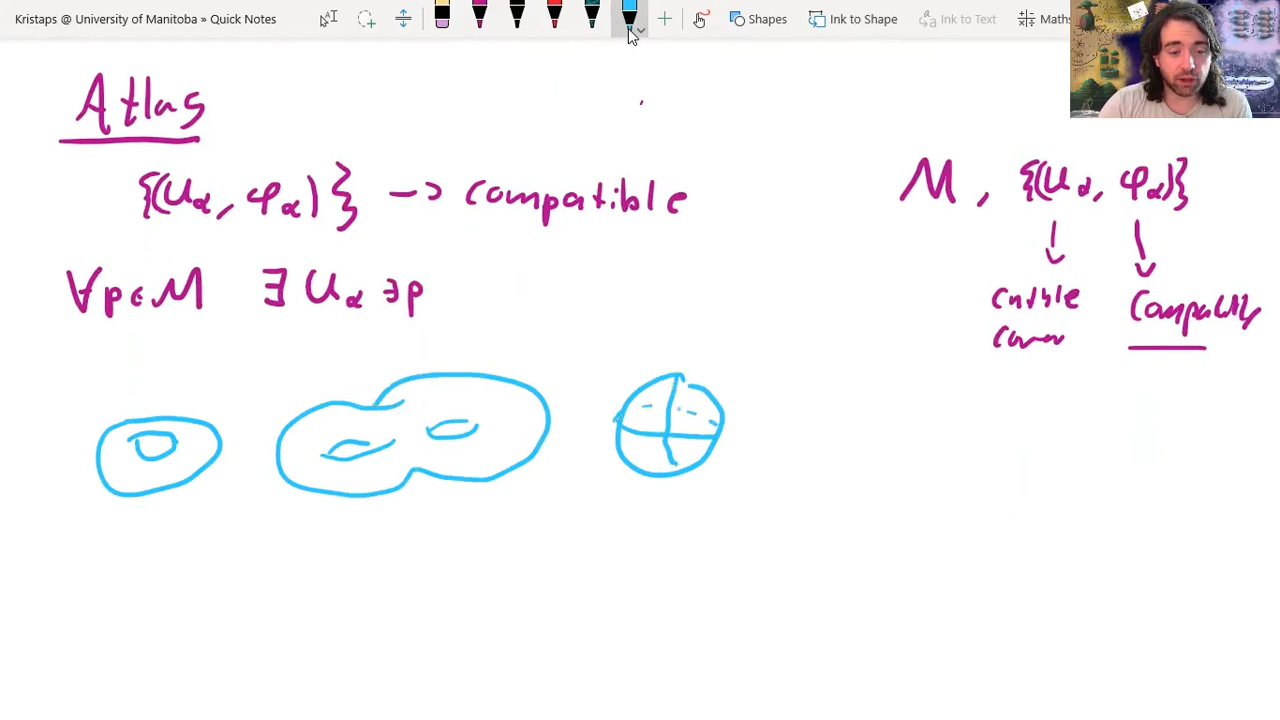 Kristaps @ University of Manitoba » Quick Notes
Shapes
Ink to Shape
Ink to Text
Maths
Atlas
{(Uα, φα)} → compatible
M, {(Uα, φα)}
∀p∈M ∃ Uα ∋p